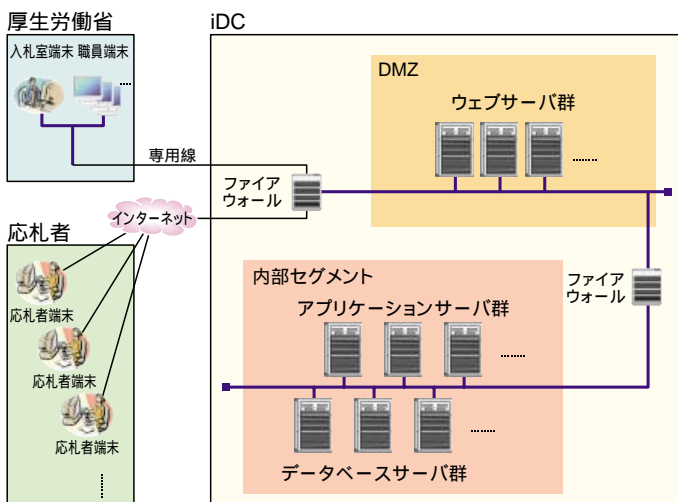 厚生労働省
入札室端末 職員端末
....
専用線
インターネット
応札者
応札者端末
応札者端末
応札者端末
iDC
DMZ
ウェブサーバ群
........
ファイア
ウォール
ファイア
ウォール
内部セグメント
アプリケーションサーバ群
........
........
データベースサーバ群